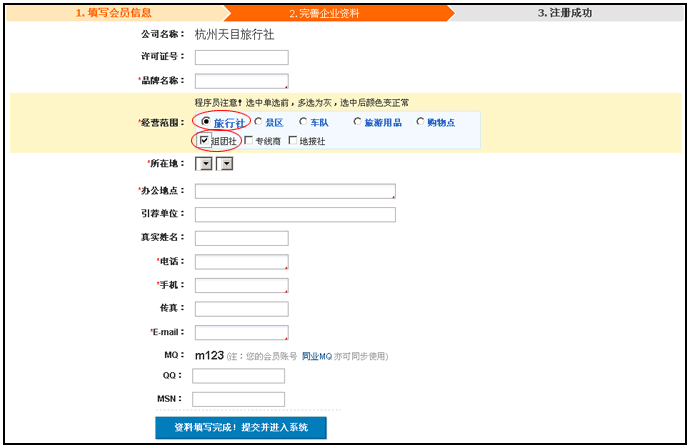 1. 填写会员信息 2. 完善企业资料 3. 注册成功
公司名称： 杭州天目旅行社
许可证号：
*品牌名称：
程序员注意！选中单选前，多选为灰，选中后颜色变正常
*经营范围： 旅行社 景区 车队 旅游用品 购物点
组团社 专线商 地接社
*所在地：
*办公地点：
引荐单位：
真实姓名：
*电话：
*手机：
传真：
*E-mail：
MQ： m123 (注：您的会员账号 同业MQ 亦可同步使用)
QQ：
MSN：
资料填写完成！提交并进入系统